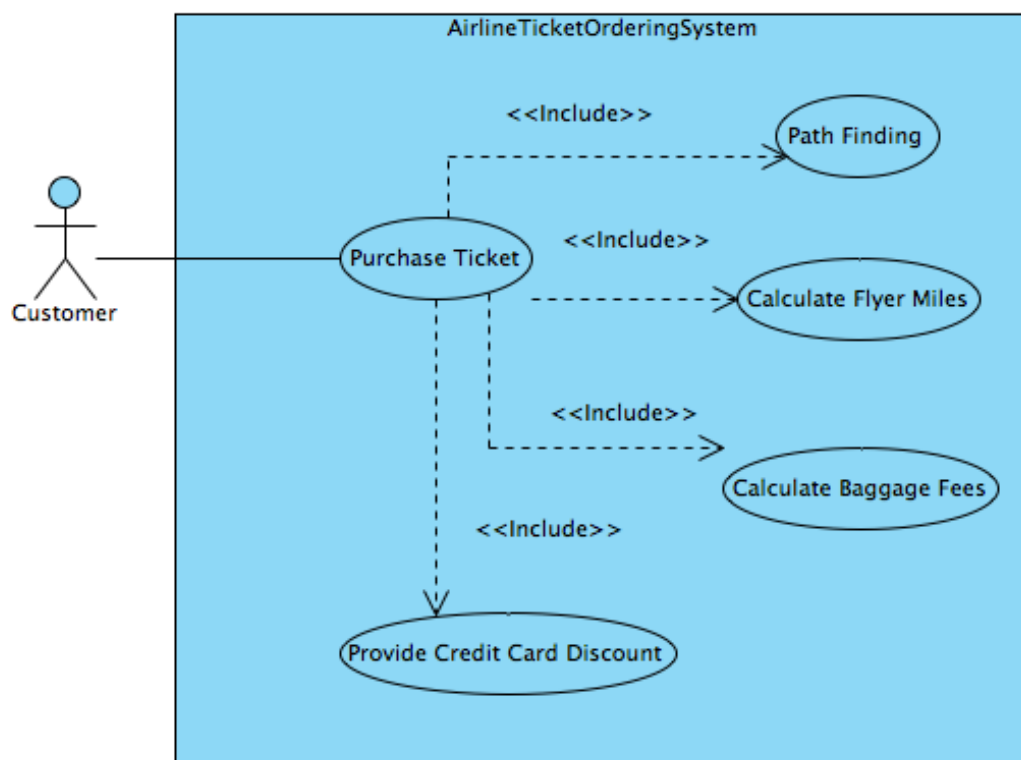 AirlineTicketOrderingSystem
<<Include>>
Path Finding
<<Include>>
Purchase Ticket
Calculate Flyer Miles
Customer
<<Include>>
Calculate Baggage Fees
<<Include>>
Provide Credit Card Discount